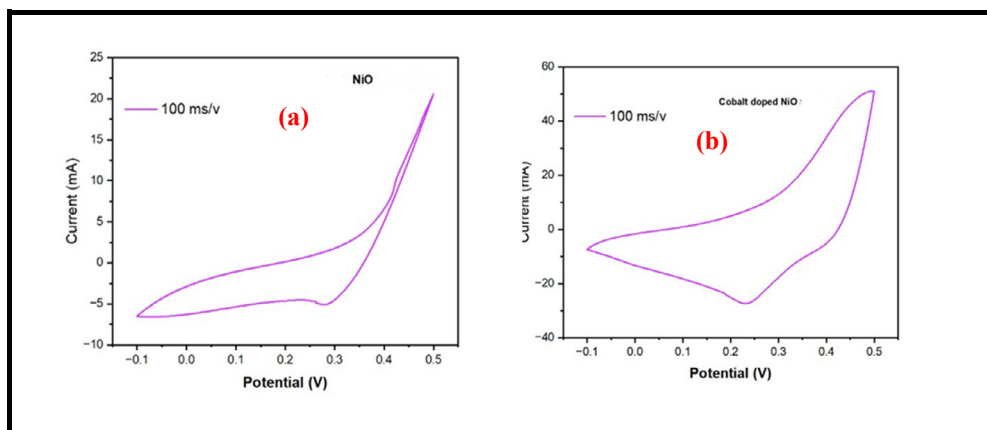 25
20
15
10
5
0
−5
−10
Current (mA)
NiO
100 ms/v
(a)
−0.1 0.0 0.1 0.2 0.3 0.4 0.5
Potential (V)
60
40
20
0
−20
−40
Current (mA)
Cobalt doped NiO
100 ms/v
(b)
−0.1 0.0 0.1 0.2 0.3 0.4 0.5
Potential (V)